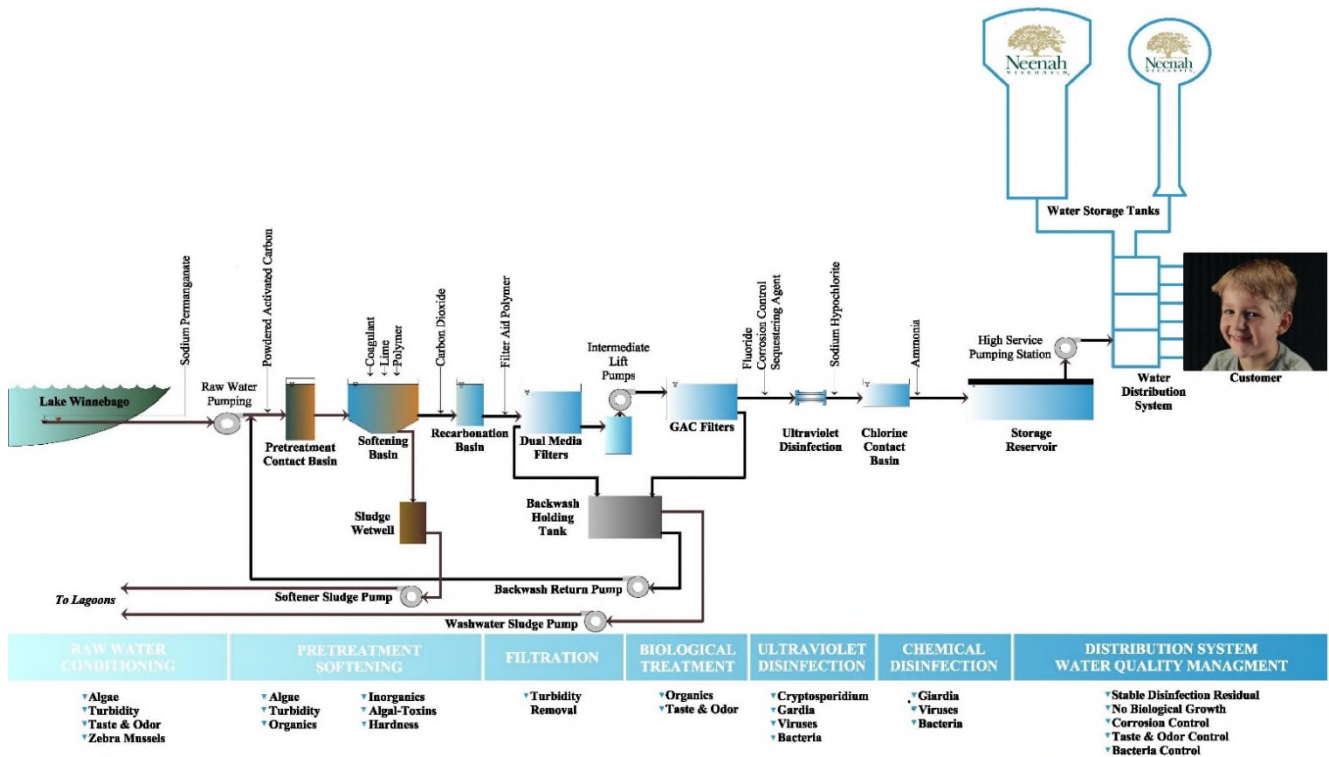 Neenah
WISCONSIN
Neenah
WISCONSIN
Water Storage Tanks
Sodium Permanganate
Powdered Activated Carbon
Coagulant
Lime
Polymer
Carbon Dioxide
Filter Aid Polymer
Intermediate
Lift
Pumps
Fluoride
Corrosion Control
Sequestering Agent
Sodium Hypochlorite
Ammonia
High Service
Pumping Station
Water
Distribution
System
Customer
Lake Winnebago
Raw Water
Pumping
Pretreatment
Contact Basin
Softening
Basin
Recarbonation
Basin
Dual Media
Filters
GAC Filters
Ultraviolet
Disinfection
Chlorine
Contact
Basin
Storage
Reservoir
Sludge
Wetwell
Backwash
Holding
Tank
To Lagoons
Softener Sludge Pump
Backwash Return Pump
Washwater Sludge Pump
RAW WATER
CONDITIONING
Algae
Turbidity
Taste & Odor
Zebra Mussels
PRETREATMENT
SOFTENING
Algae
Turbidity
Organics
Inorganics
Algal-Toxins
Hardness
FILTRATION
Turbidity
Removal
BIOLOGICAL
TREATMENT
Organics
Taste & Odor
ULTRAVIOLET
DISINFECTION
Cryptosporidium
Gardia
Viruses
Bacteria
CHEMICAL
DISINFECTION
Giardia
Viruses
Bacteria
DISTRIBUTION SYSTEM
WATER QUALITY MANAGMENT
Stable Disinfection Residual
No Biological Growth
Corrosion Control
Taste & Odor Control
Bacteria Control